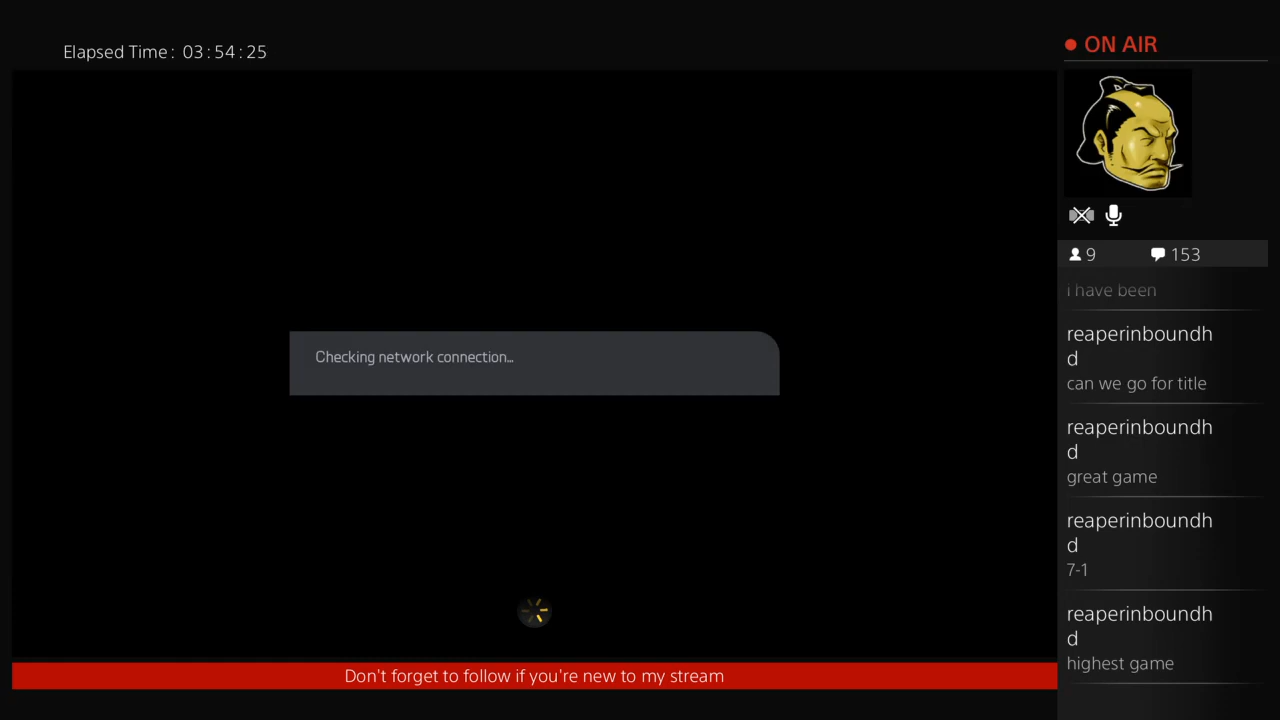 Elapsed Time: 03:54:25
ON AIR
9 153
i have been
reaperinboundh
d
can we go for title
reaperinboundh
d
great game
reaperinboundh
d
7-1
reaperinboundh
d
highest game
Checking network connection...
Don't forget to follow if you're new to my stream